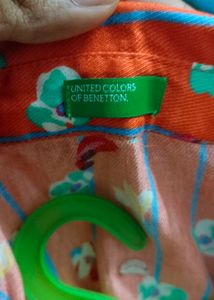 UNITED COLORS
OF BENETTON.